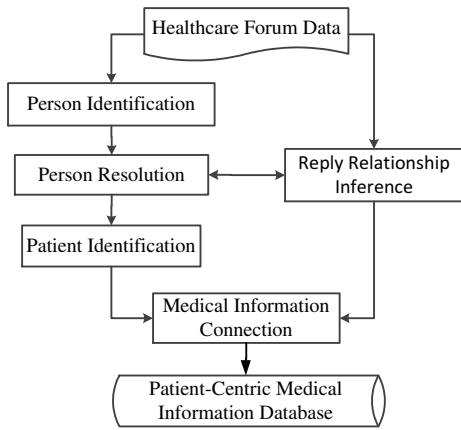 Healthcare Forum Data
Person Identification
Person Resolution
Reply Relationship
Inference
Patient Identification
Medical Information
Connection
Patient-Centric Medical
Information Database